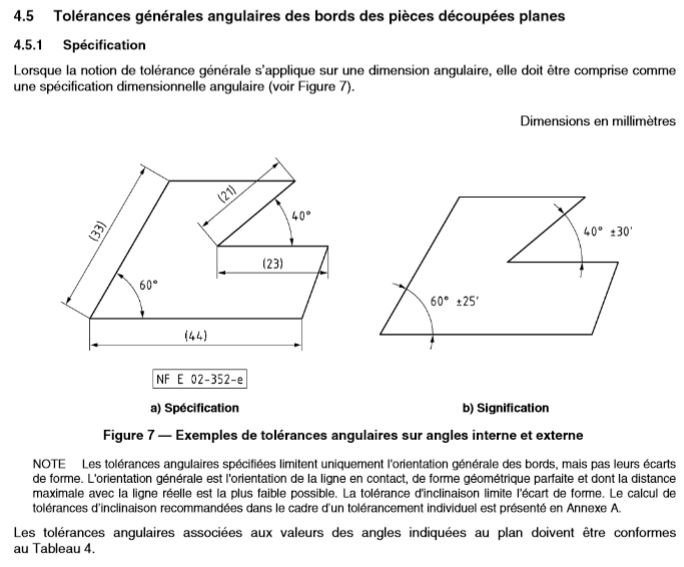 4.5 Tolérances générales angulaires des bords des pièces découpées planes
4.5.1 Spécification
Lorsque la notion de tolérance générale s'applique sur une dimension angulaire, elle doit être comprise comme
une spécification dimensionnelle angulaire (voir Figure 7).
Dimensions en millimètres
(33)
(21)
40°
(23)
60°
(44)
40° ±30'
60° ±25'
NF E 02-352-e
a) Spécification
b) Signification
Figure 7 — Exemples de tolérances angulaires sur angles interne et externe
NOTE Les tolérances angulaires spécifiées limitent uniquement l'orientation générale des bords, mais pas leurs écarts
de forme. L'orientation générale est l'orientation de la ligne en contact, de forme géométrique parfaite et dont la distance
maximale avec la ligne réelle est la plus faible possible. La tolérance d'inclinaison limite l'écart de forme. Le calcul de
tolérances d'inclinaison recommandées dans le cadre d'un tolérancement individuel est présenté en Annexe A.
Les tolérances angulaires associées aux valeurs des angles indiquées au plan doivent être conformes
au Tableau 4.